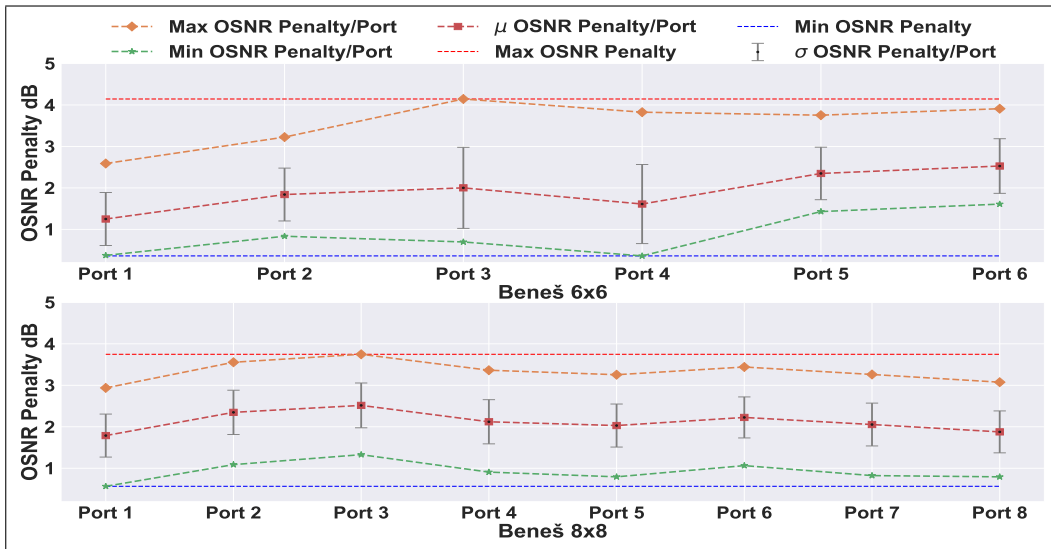 Max OSNR Penalty/Port μ OSNR Penalty/Port Min OSNR Penalty
Min OSNR Penalty/Port Max OSNR Penalty σ OSNR Penalty/Port
OSNR Penalty dB
5
4
3
2
1
Port 1 Port 2 Port 3 Port 4 Port 5 Port 6
Beneš 6x6
OSNR Penalty dB
5
4
3
2
1
Port 1 Port 2 Port 3 Port 4 Port 5 Port 6 Port 7 Port 8
Beneš 8x8